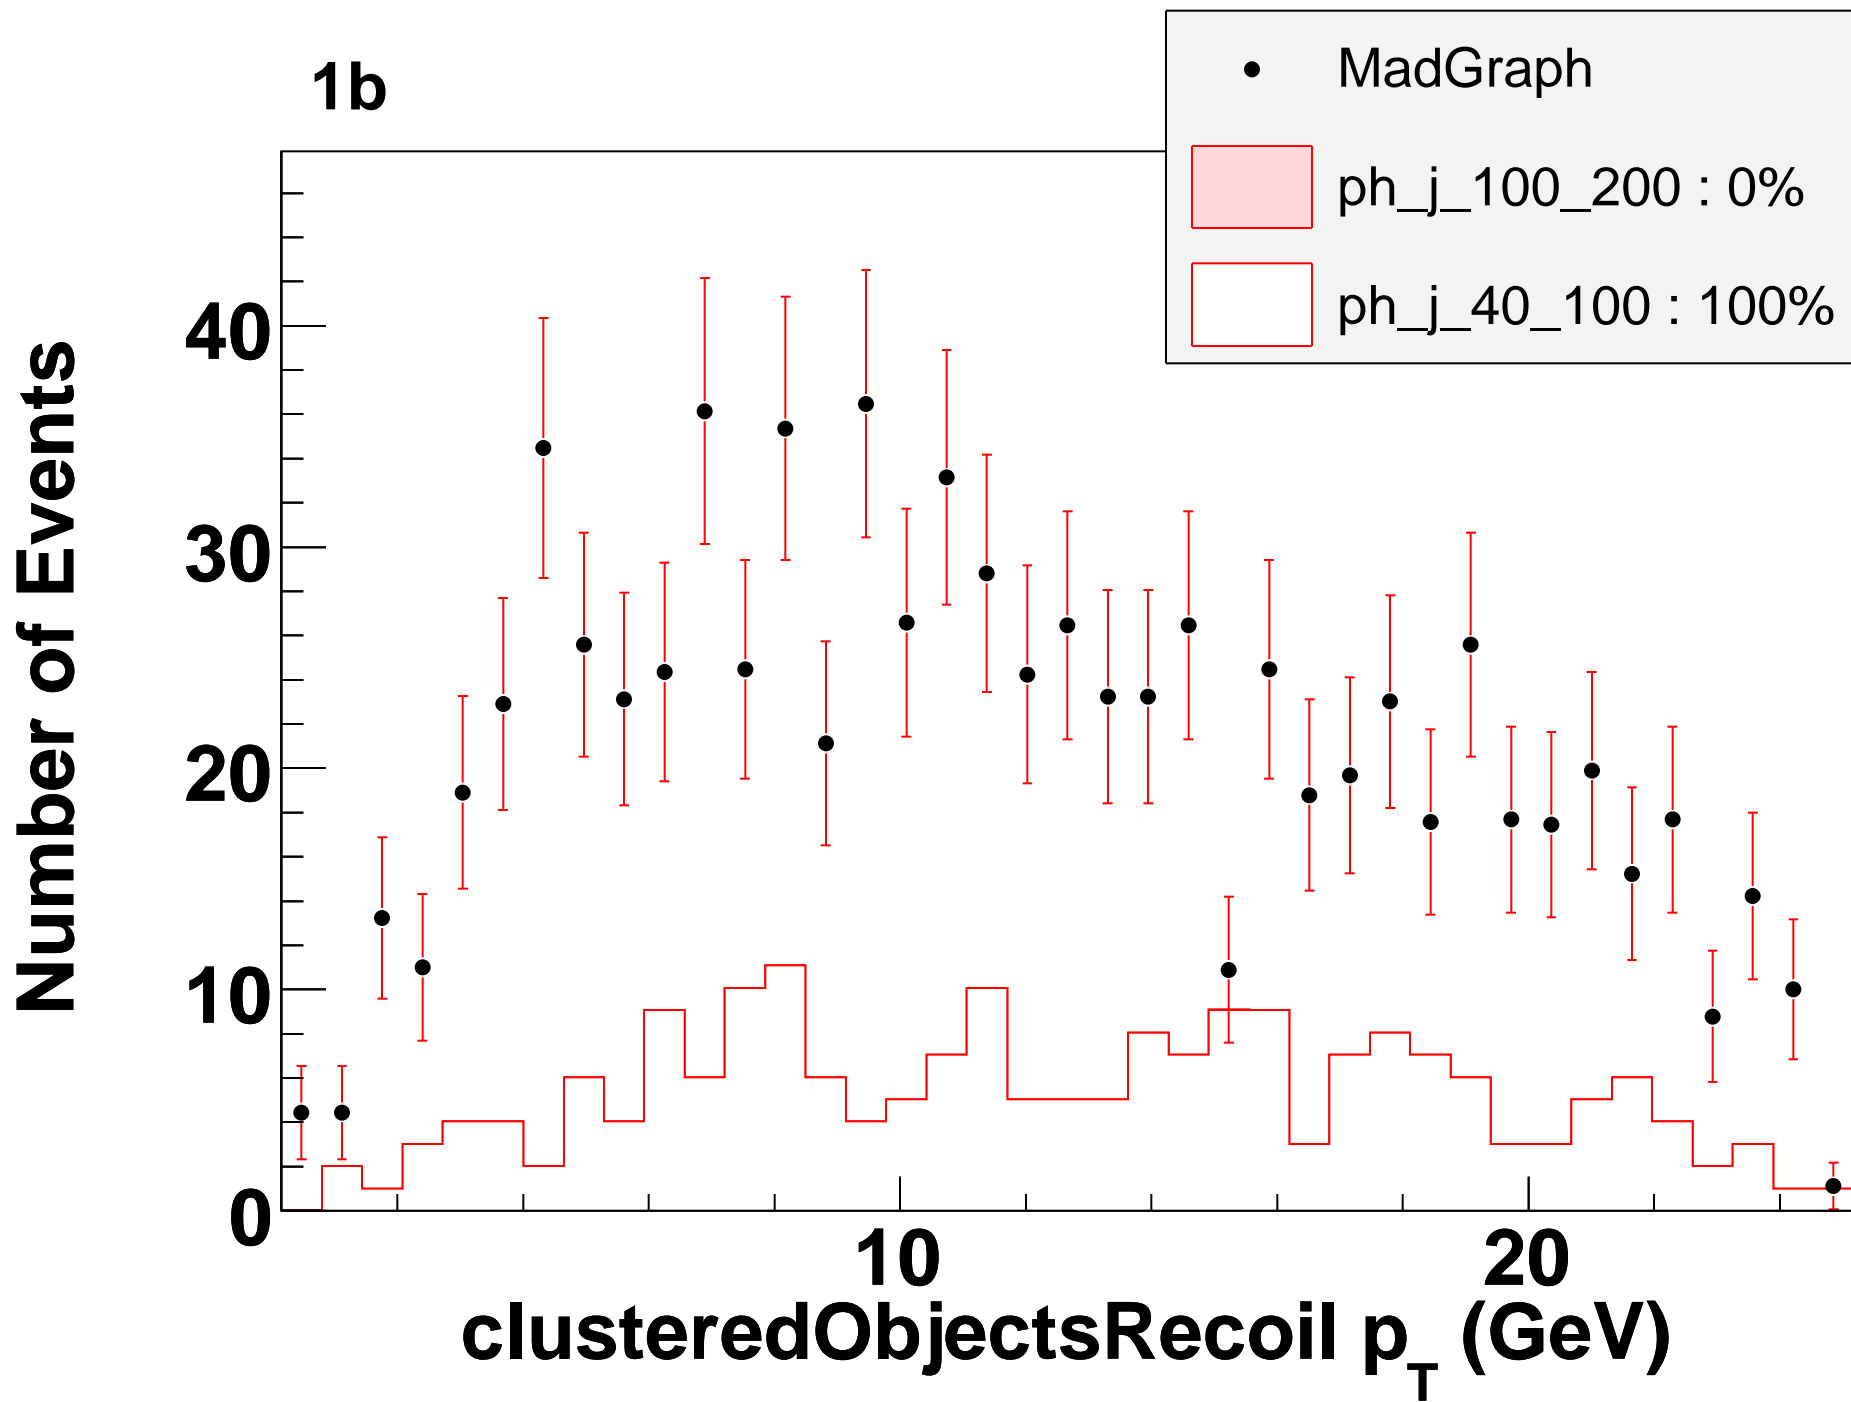 1b
MadGraph
ph_j_100_200 : 0%
ph_j_40_100 : 100%
Number of Events
40
30
20
10
0
10 20
clusteredObjectsRecoil p_T (GeV)